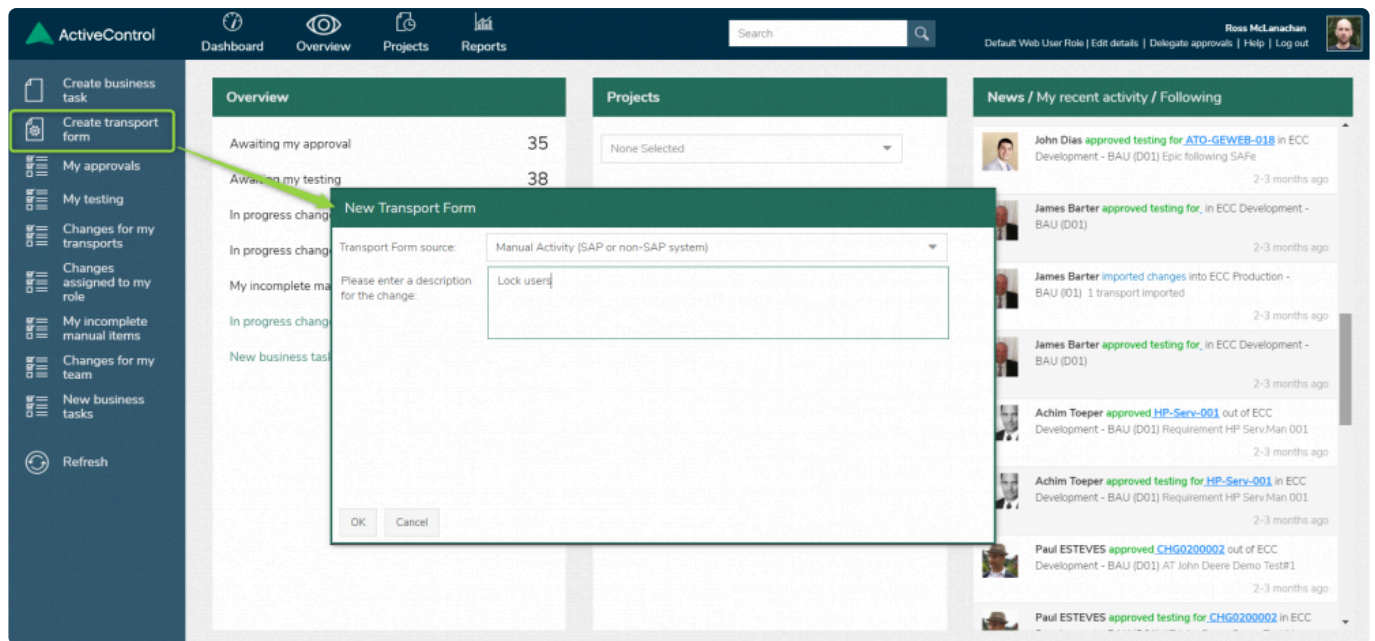 ActiveControl
Dashboard
Overview
Projects
Reports
Search
Ross McLanachan
Default Web User Role | Edit details | Delegate approvals | Help | Log out
Create business
task
Create transport
form
My approvals
My testing
Changes for my
transports
Changes
assigned to my
role
My incomplete
manual items
Changes for my
team
New business
tasks
Refresh
Overview
Awaiting my approval 35
Awaiting my testing 38
In progress chang
In progress chang
My incomplete ma
In progress chang
New business tas
Projects
None Selected
New Transport Form
Transport Form source: Manual Activity (SAP or non-SAP system)
Please enter a description
for the change:
Lock users
OK
Cancel
News / My recent activity / Following
John Dias approved testing for ATO-GEWEB-018 in ECC
Development - BAU (D01) Epic following SAFe
2-3 months ago
James Barter approved testing for in ECC Development -
BAU (D01)
2-3 months ago
James Barter imported changes into ECC Production -
BAU (I01) 1 transport imported
2-3 months ago
James Barter approved testing for in ECC Development -
BAU (D01)
2-3 months ago
Achim Toeper approved HP-Serv-001 out of ECC
Development - BAU (D01) Requirement HP Serv.Man 001
2-3 months ago
Achim Toeper approved testing for HP-Serv-001 in ECC
Development - BAU (D01) Requirement HP Serv.Man 001
2-3 months ago
Paul ESTEVES approved CHG0200002 out of ECC
Development - BAU (D01) AT John Deere Demo Test#1
2-3 months ago
Paul ESTEVES approved testing for CHG0200002 in ECC